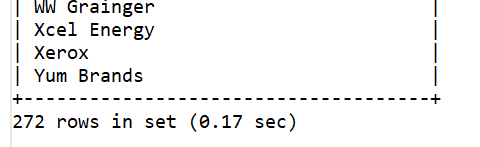 | WW Grainger |
| Xcel Energy |
| Xerox |
| Yum Brands |
+-------------------------------------+
272 rows in set (0.17 sec)